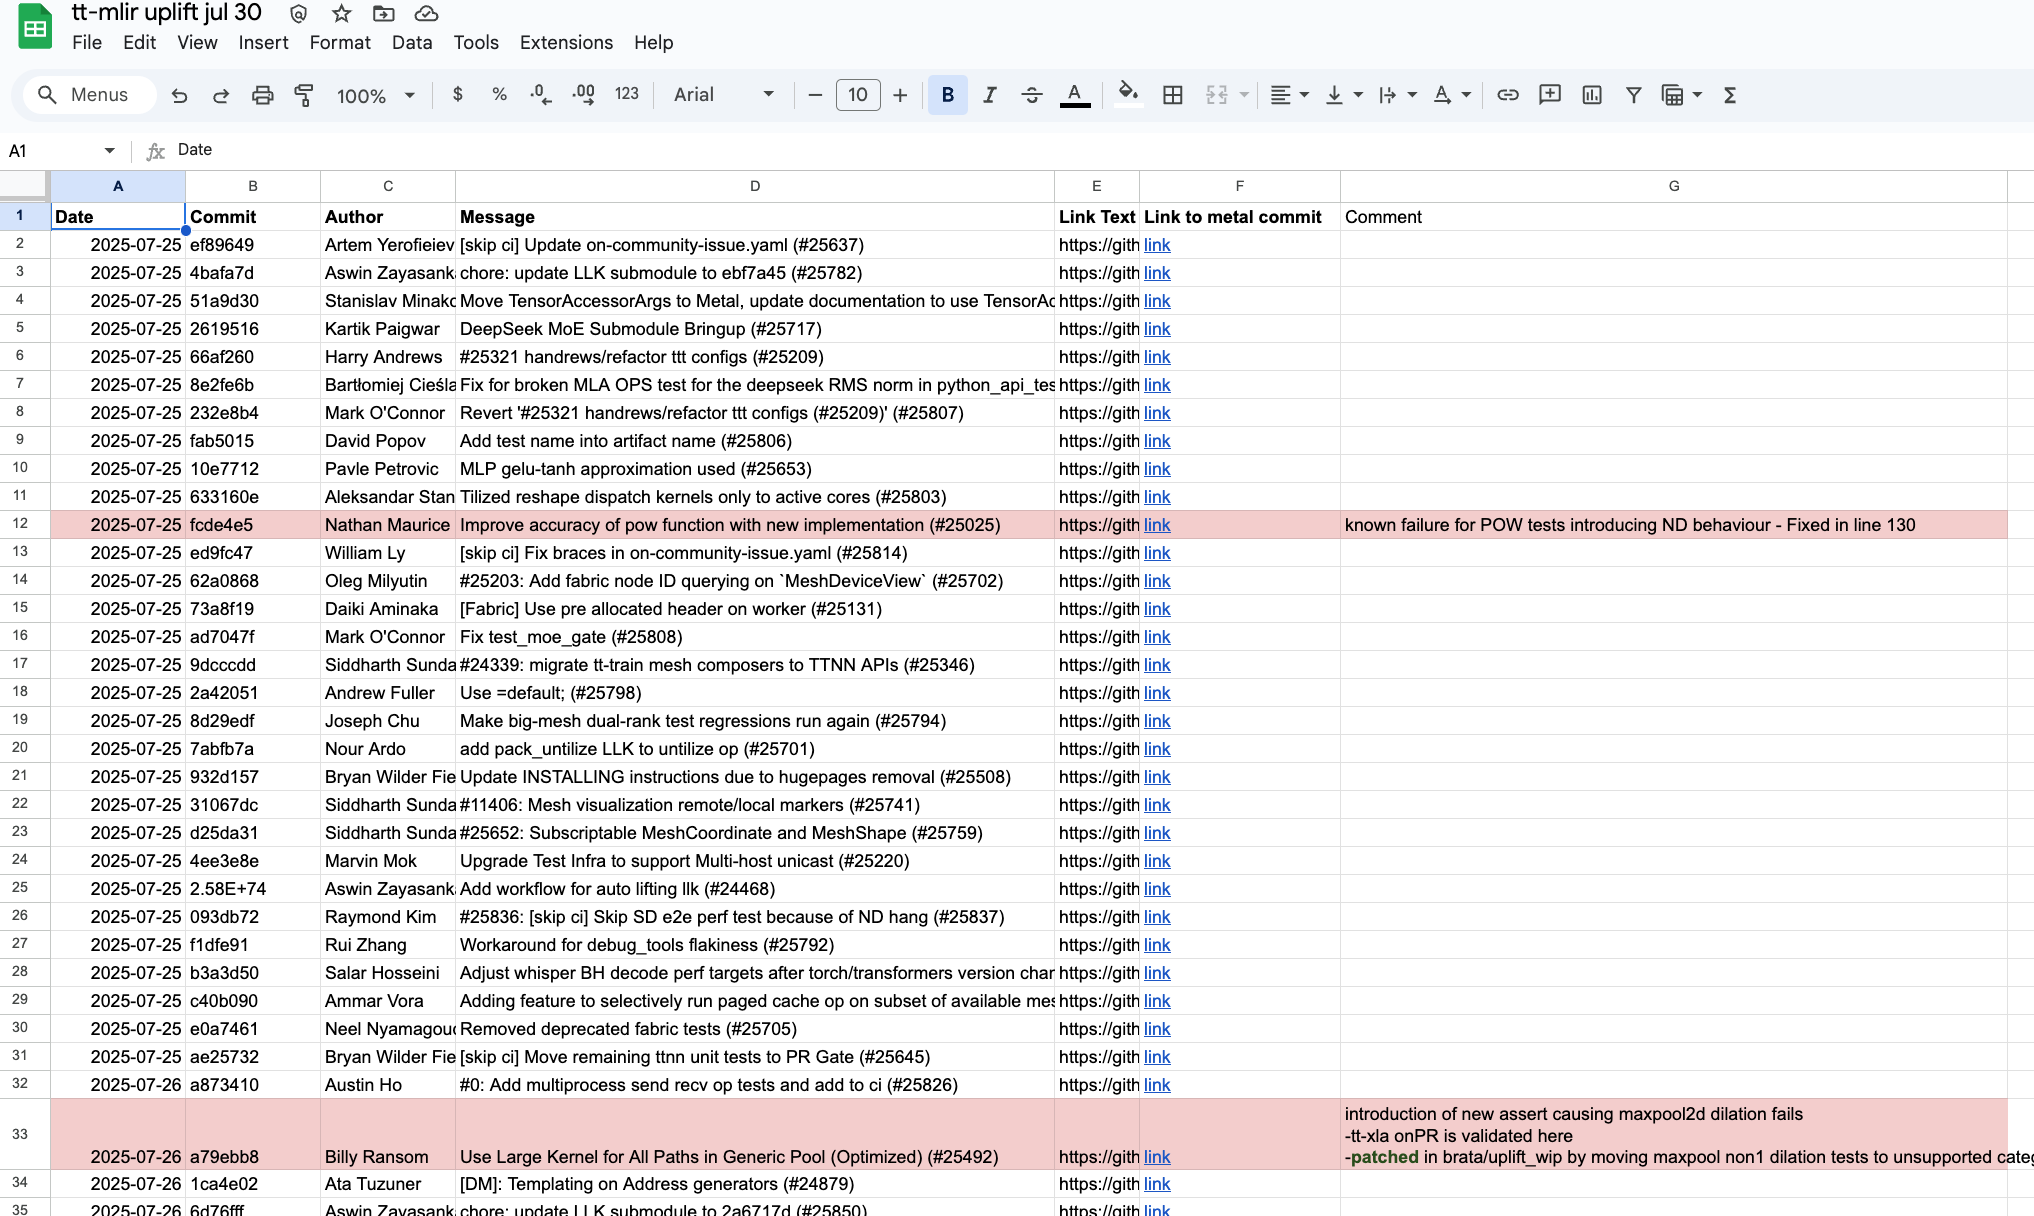 tt-mlir uplift jul 30
File Edit View Insert Format Data Tools Extensions Help
Menus 100% $ % .0 .00 123 Arial 10 B I A
A1 fx Date
A B C D E F G
1 Date Commit Author Message Link Text Link to metal commit Comment
2 2025-07-25 ef89649 Artem Yerofieiev [skip ci] Update on-community-issue.yaml (#25637) https://gith link
3 2025-07-25 4bafa7d Aswin Zayasank chore: update LLK submodule to ebf7a45 (#25782) https://gith link
4 2025-07-25 51a9d30 Stanislav Minakc Move TensorAccessorArgs to Metal, update documentation to use TensorAc https://gith link
5 2025-07-25 2619516 Kartik Paigwar DeepSeek MoE Submodule Bringup (#25717) https://gith link
6 2025-07-25 66af260 Harry Andrews #25321 handrews/refactor ttt configs (#25209) https://gith link
7 2025-07-25 8e2fe6b Bartłomiej Cieśla Fix for broken MLA OPS test for the deepseek RMS norm in python_api_tes https://gith link
8 2025-07-25 232e8b4 Mark O'Connor Revert '#25321 handrews/refactor ttt configs (#25209)' (#25807) https://gith link
9 2025-07-25 fab5015 David Popov Add test name into artifact name (#25806) https://gith link
10 2025-07-25 10e7712 Pavle Petrovic MLP gelu-tanh approximation used (#25653) https://gith link
11 2025-07-25 633160e Aleksandar Stan Tilized reshape dispatch kernels only to active cores (#25803) https://gith link
12 2025-07-25 fcde4e5 Nathan Maurice Improve accuracy of pow function with new implementation (#25025) https://gith link known failure for POW tests introducing ND behaviour - Fixed in line 130
13 2025-07-25 ed9fc47 William Ly [skip ci] Fix braces in on-community-issue.yaml (#25814) https://gith link
14 2025-07-25 62a0868 Oleg Milyutin #25203: Add fabric node ID querying on `MeshDeviceView` (#25702) https://gith link
15 2025-07-25 73a8f19 Daiki Aminaka [Fabric] Use pre allocated header on worker (#25131) https://gith link
16 2025-07-25 ad7047f Mark O'Connor Fix test_moe_gate (#25808) https://gith link
17 2025-07-25 9dcccdd Siddharth Sunda #24339: migrate tt-train mesh composers to TTNN APIs (#25346) https://gith link
18 2025-07-25 2a42051 Andrew Fuller Use =default; (#25798) https://gith link
19 2025-07-25 8d29edf Joseph Chu Make big-mesh dual-rank test regressions run again (#25794) https://gith link
20 2025-07-25 7abfb7a Nour Ardo add pack_untilize LLK to untilize op (#25701) https://gith link
21 2025-07-25 932d157 Bryan Wilder Fie Update INSTALLING instructions due to hugepages removal (#25508) https://gith link
22 2025-07-25 31067dc Siddharth Sunda #11406: Mesh visualization remote/local markers (#25741) https://gith link
23 2025-07-25 d25da31 Siddharth Sunda #25652: Subscriptable MeshCoordinate and MeshShape (#25759) https://gith link
24 2025-07-25 4ee3e8e Marvin Mok Upgrade Test Infra to support Multi-host unicast (#25220) https://gith link
25 2025-07-25 2.58E+74 Aswin Zayasank Add workflow for auto lifting llk (#24468) https://gith link
26 2025-07-25 093db72 Raymond Kim #25836: [skip ci] Skip SD e2e perf test because of ND hang (#25837) https://gith link
27 2025-07-25 f1dfe91 Rui Zhang Workaround for debug_tools flakiness (#25792) https://gith link
28 2025-07-25 b3a3d50 Salar Hosseini Adjust whisper BH decode perf targets after torch/transformers version char https://gith link
29 2025-07-25 c40b090 Ammar Vora Adding feature to selectively run paged cache op on subset of available mes https://gith link
30 2025-07-25 e0a7461 Neel Nyamagouc Removed deprecated fabric tests (#25705) https://gith link
31 2025-07-25 ae25732 Bryan Wilder Fie [skip ci] Move remaining ttnn unit tests to PR Gate (#25645) https://gith link
32 2025-07-26 a873410 Austin Ho #0: Add multiprocess send recv op tests and add to ci (#25826) https://gith link
introduction of new assert causing maxpool2d dilation fails
-tt-xla onPR is validated here
33 2025-07-26 a79ebb8 Billy Ransom Use Large Kernel for All Paths in Generic Pool (Optimized) (#25492) https://gith link -patched in brata/uplift_wip by moving maxpool non1 dilation tests to unsupported categ
34 2025-07-26 1ca4e02 Ata Tuzuner [DM]: Templating on Address generators (#24879) https://gith link
35 2025-07-26 6d76fff Aswin Zayasank chore: update LLK submodule to 2a6717d (#25850) https://gith link